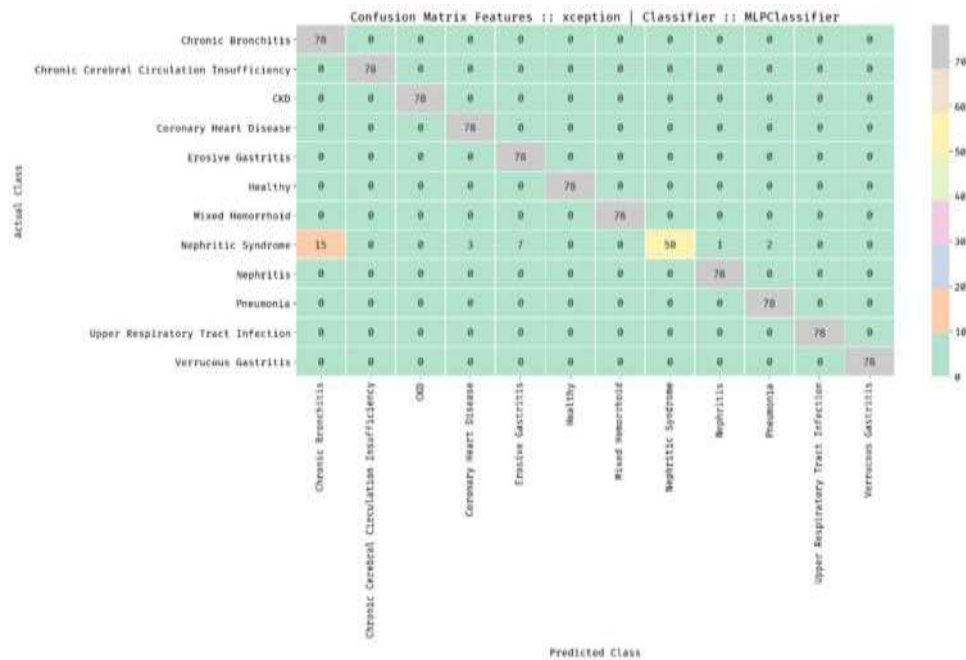 Confusion Matrix Features :: xception | Classifier :: MLPClassifier
Actual Class
Chronic Bronchitis 78 0 0 0 0 0 0 0 0 0 0 0
Chronic Cerebral Circulation Insufficiency 0 78 0 0 0 0 0 0 0 0 0 0
CKD 0 0 78 0 0 0 0 0 0 0 0 0
Coronary Heart Disease 0 0 0 78 0 0 0 0 0 0 0 0
Erosive Gastritis 0 0 0 0 78 0 0 0 0 0 0 0
Healthy 0 0 0 0 0 78 0 0 0 0 0 0
Mixed Hemorrhoid 0 0 0 0 0 0 78 0 0 0 0 0
Nephritic Syndrome 15 0 0 3 7 0 0 50 1 2 0 0
Nephritis 0 0 0 0 0 0 0 0 78 0 0 0
Pneumonia 0 0 0 0 0 0 0 0 0 78 0 0
Upper Respiratory Tract Infection 0 0 0 0 0 0 0 0 0 0 78 0
Verrucous Gastritis 0 0 0 0 0 0 0 0 0 0 0 78
Chronic Bronchitis
Chronic Cerebral Circulation Insufficiency
CKD
Coronary Heart Disease
Erosive Gastritis
Healthy
Mixed Hemorrhoid
Nephritic Syndrome
Nephritis
Pneumonia
Upper Respiratory Tract Infection
Verrucous Gastritis
Predicted Class
70
60
50
40
30
20
10
0